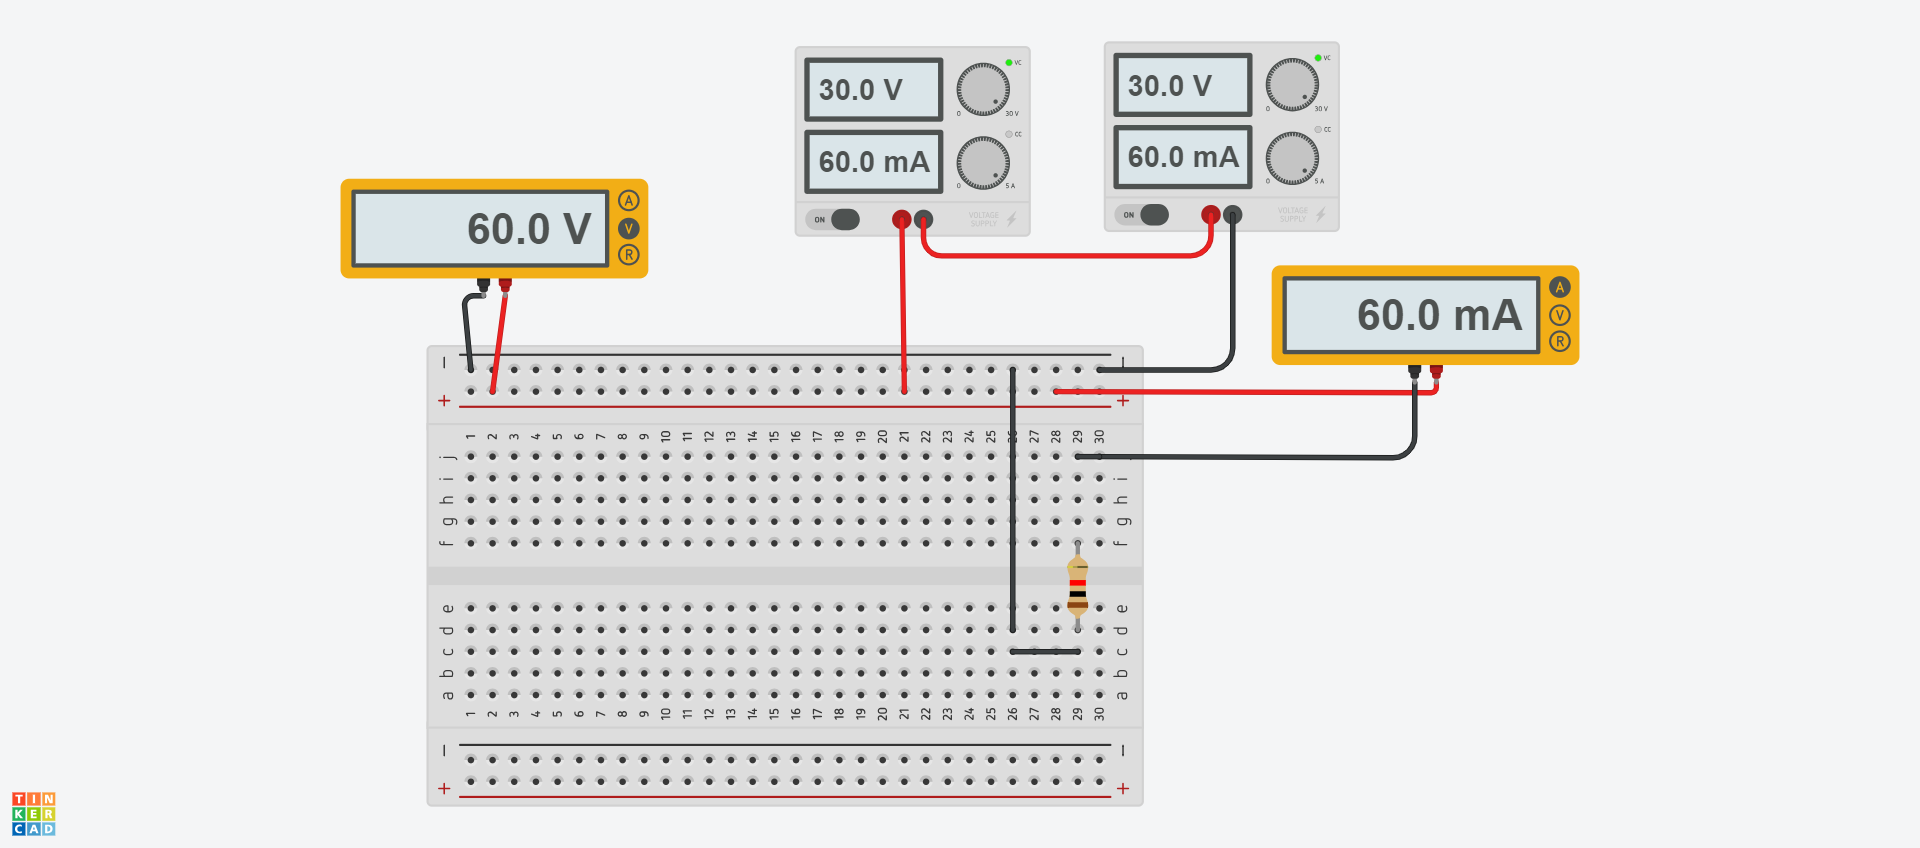 30.0 V
VC
0
30 V
60.0 mA
CC
0
5 A
ON
VOLTAGE
SUPPLY
30.0 V
VC
0
30 V
60.0 mA
CC
0
5 A
ON
VOLTAGE
SUPPLY
60.0 V
A
V
R
60.0 mA
A
V
R
− −
+ +
1 2 3 4 5 6 7 8 9 10 11 12 13 14 15 16 17 18 19 20 21 22 23 24 25 26 27 28 29 30
j
i i
h h
g g
f f
e e
d d
c c
b b
a a
1 2 3 4 5 6 7 8 9 10 11 12 13 14 15 16 17 18 19 20 21 22 23 24 25 26 27 28 29 30
− −
+ +
TIN
KER
CAD